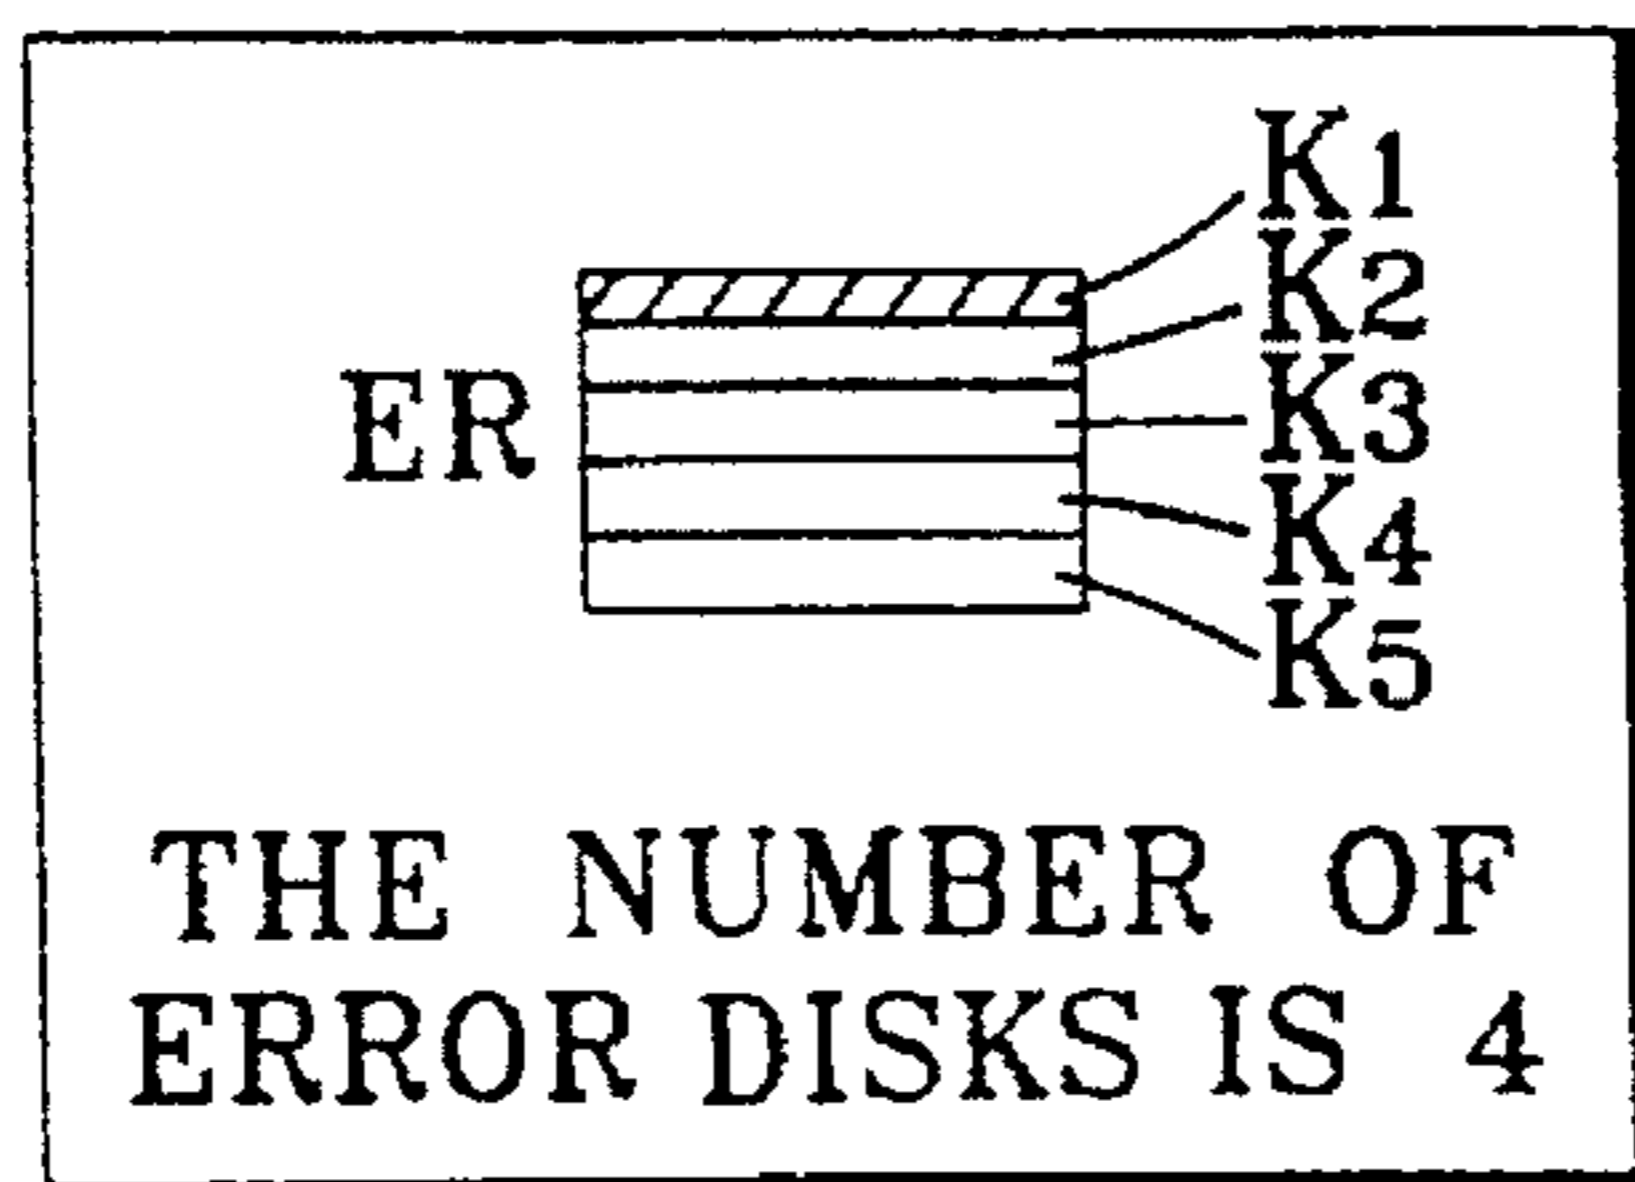 K1
K2
ER
K3
K4
K5
THE NUMBER OF
ERROR DISKS IS 4